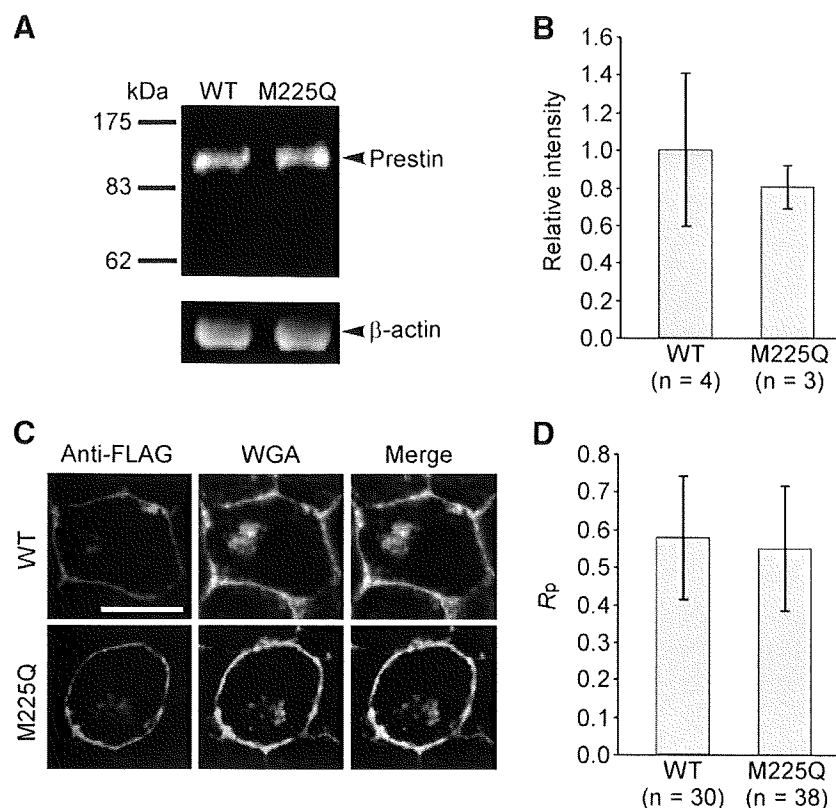 A
kDa
WT M225Q
175
Prestin
83
62
β-actin
B
Relative intensity
1.6
1.4
1.2
1.0
0.8
0.6
0.4
0.2
0.0
WT M225Q
(n = 4) (n = 3)
C
Anti-FLAG WGA Merge
WT
M225Q
D
Rp
0.8
0.7
0.6
0.5
0.4
0.3
0.2
0.1
0.0
WT M225Q
(n = 30) (n = 38)